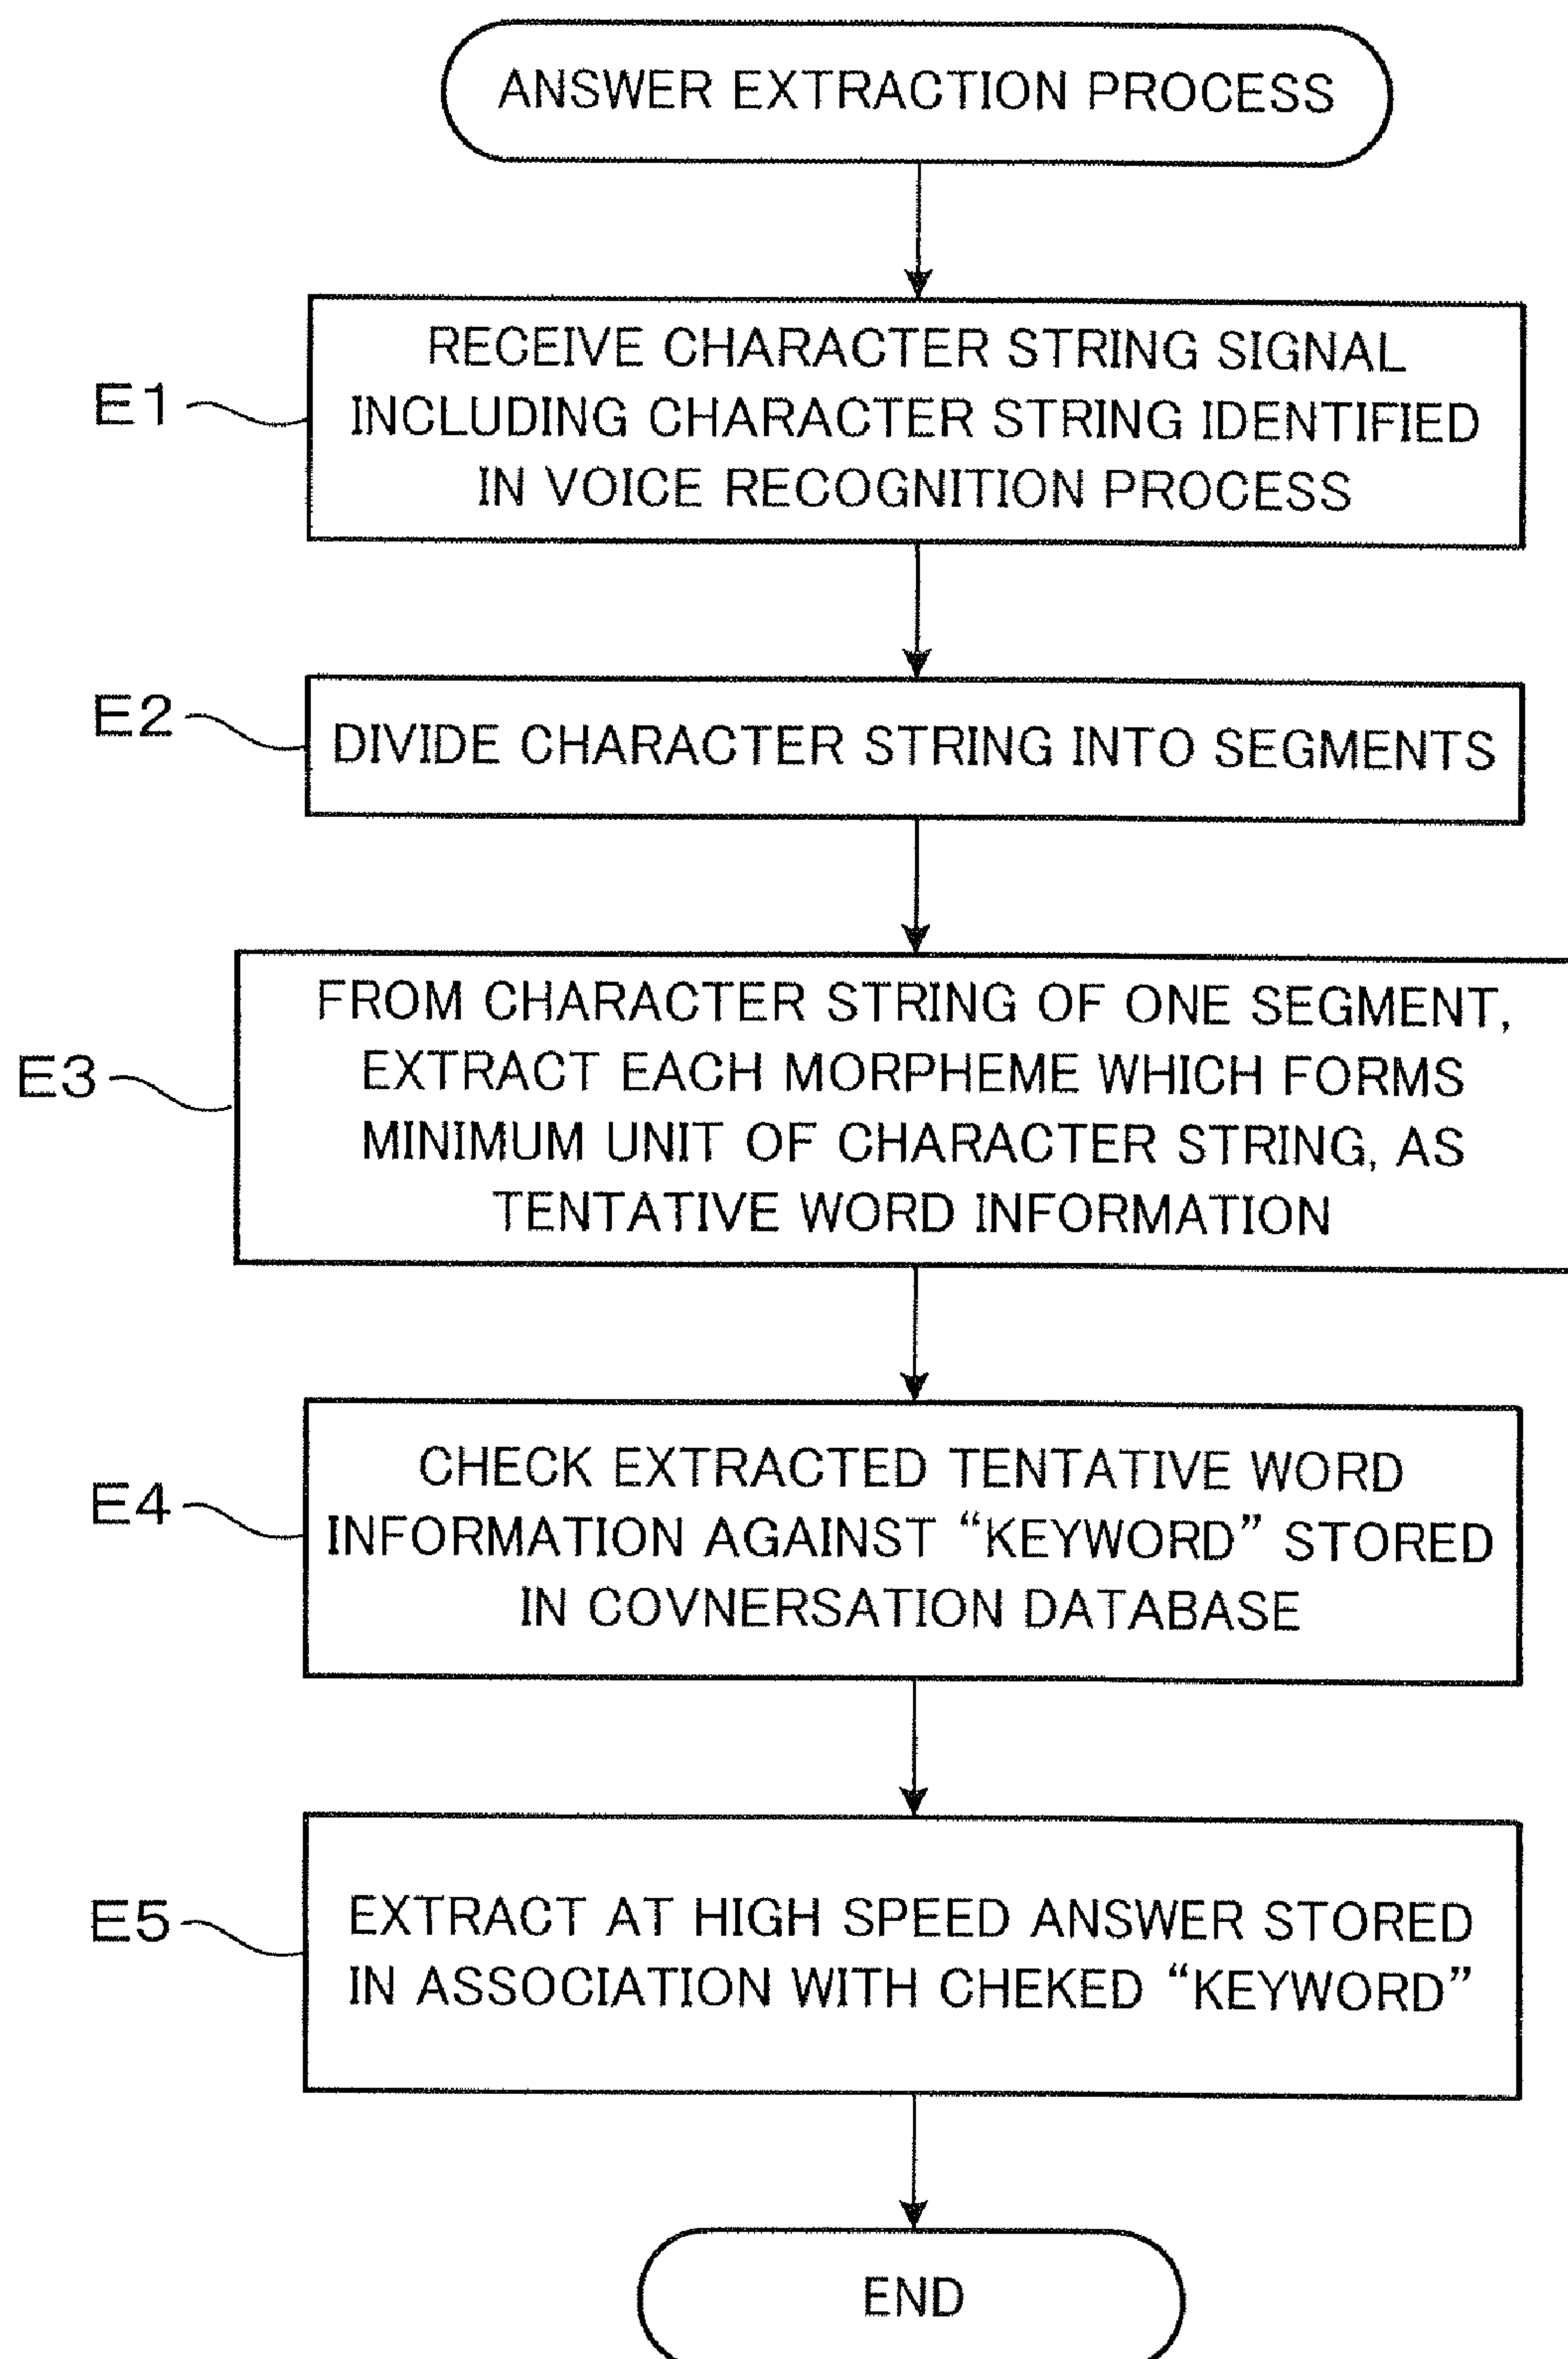 ANSWER EXTRACTION PROCESS
E1
RECEIVE CHARACTER STRING SIGNAL
INCLUDING CHARACTER STRING IDENTIFIED
IN VOICE RECOGNITION PROCESS
E2
DIVIDE CHARACTER STRING INTO SEGMENTS
E3
FROM CHARACTER STRING OF ONE SEGMENT,
EXTRACT EACH MORPHEME WHICH FORMS
MINIMUM UNIT OF CHARACTER STRING, AS
TENTATIVE WORD INFORMATION
E4
CHECK EXTRACTED TENTATIVE WORD
INFORMATION AGAINST “KEYWORD” STORED
IN COVNERSATION DATABASE
E5
EXTRACT AT HIGH SPEED ANSWER STORED
IN ASSOCIATION WITH CHEKED “KEYWORD”
END